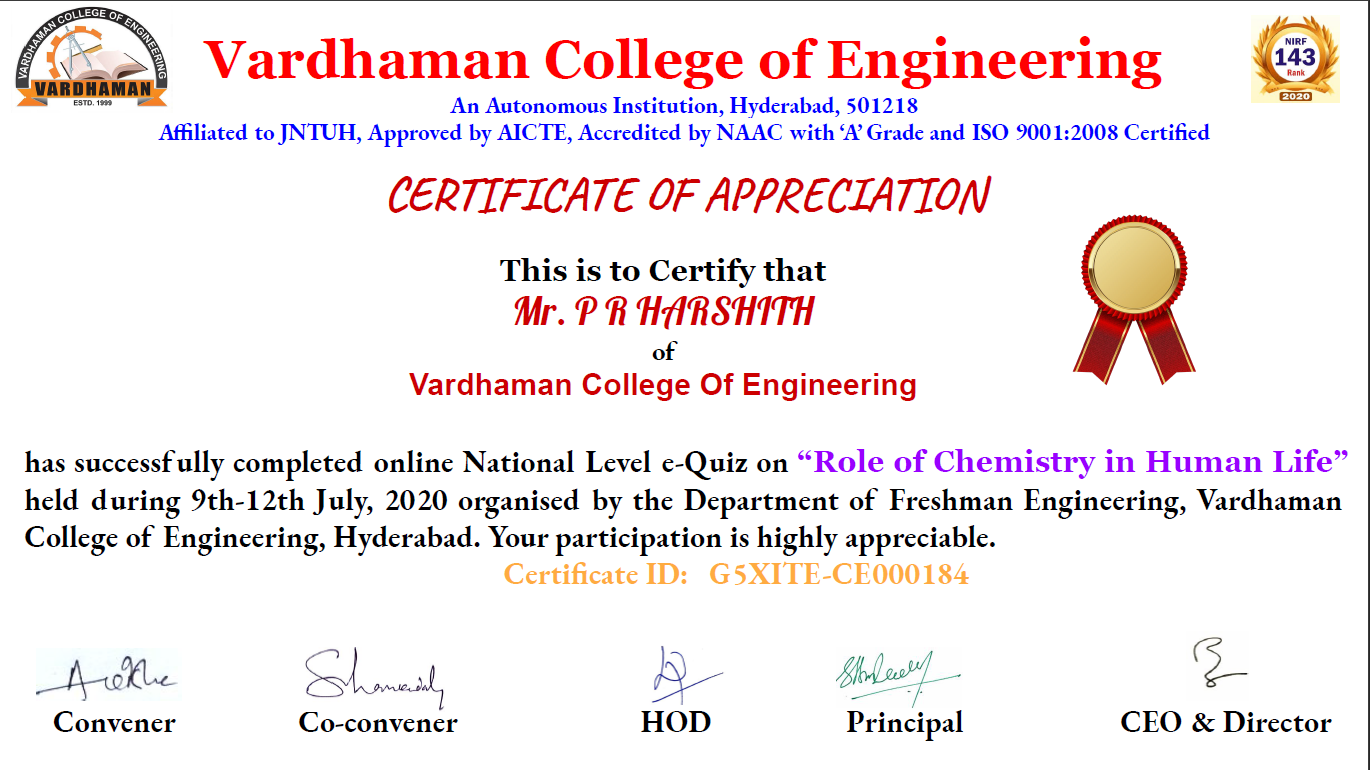 VARDHAMAN COLLEGE OF ENGINEERING
VARDHAMAN
ESTD. 1999
Vardhaman College of Engineering
NIRF
143
Rank
2020
An Autonomous Institution, Hyderabad, 501218
Affiliated to JNTUH, Approved by AICTE, Accredited by NAAC with ‘A’ Grade and ISO 9001:2008 Certified
CERTIFICATE OF APPRECIATION
This is to Certify that
Mr. P R HARSHITH
of
Vardhaman College Of Engineering
has successfully completed online National Level e-Quiz on “Role of Chemistry in Human Life”
held during 9th-12th July, 2020 organised by the Department of Freshman Engineering, Vardhaman
College of Engineering, Hyderabad. Your participation is highly appreciable.
Certificate ID: G5XITE-CE000184
Convener Co-convener HOD Principal CEO & Director